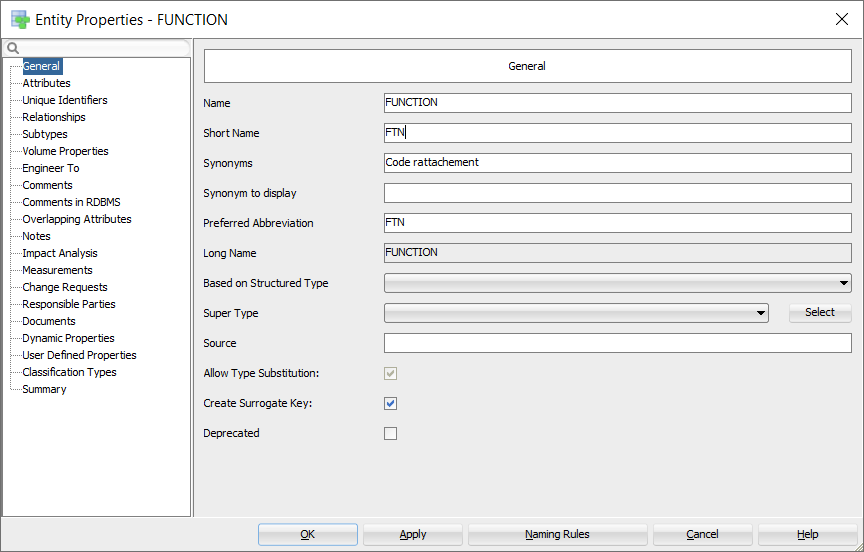 Entity Properties - FUNCTION
General
Attributes
Unique Identifiers
Relationships
Subtypes
Volume Properties
Engineer To
Comments
Comments in RDBMS
Overlapping Attributes
Notes
Impact Analysis
Measurements
Change Requests
Responsible Parties
Documents
Dynamic Properties
User Defined Properties
Classification Types
Summary
General
Name FUNCTION
Short Name FTN
Synonyms Code rattachement
Synonym to display
Preferred Abbreviation FTN
Long Name FUNCTION
Based on Structured Type
Super Type Select
Source
Allow Type Substitution:
Create Surrogate Key:
Deprecated
OK Apply Naming Rules Cancel Help